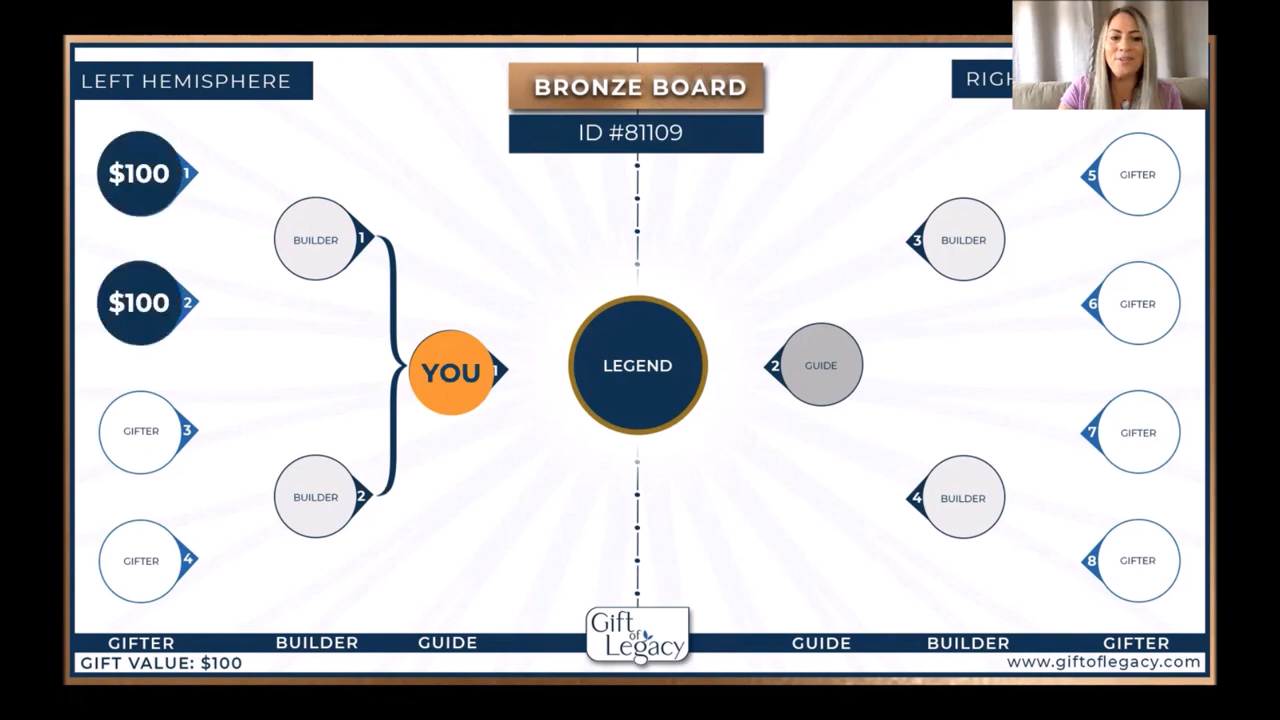 LEFT HEMISPHERE
BRONZE BOARD
ID #81109
RIG
$100
1
$100
2
GIFTER
3
GIFTER
4
BUILDER
1
BUILDER
2
YOU
1
LEGEND
2
GUIDE
3
BUILDER
4
BUILDER
5
GIFTER
6
GIFTER
7
GIFTER
8
GIFTER
GIFTER
BUILDER
GUIDE
Gift
of
Legacy
GUIDE
BUILDER
GIFTER
GIFT VALUE: $100
www.giftoflegacy.com